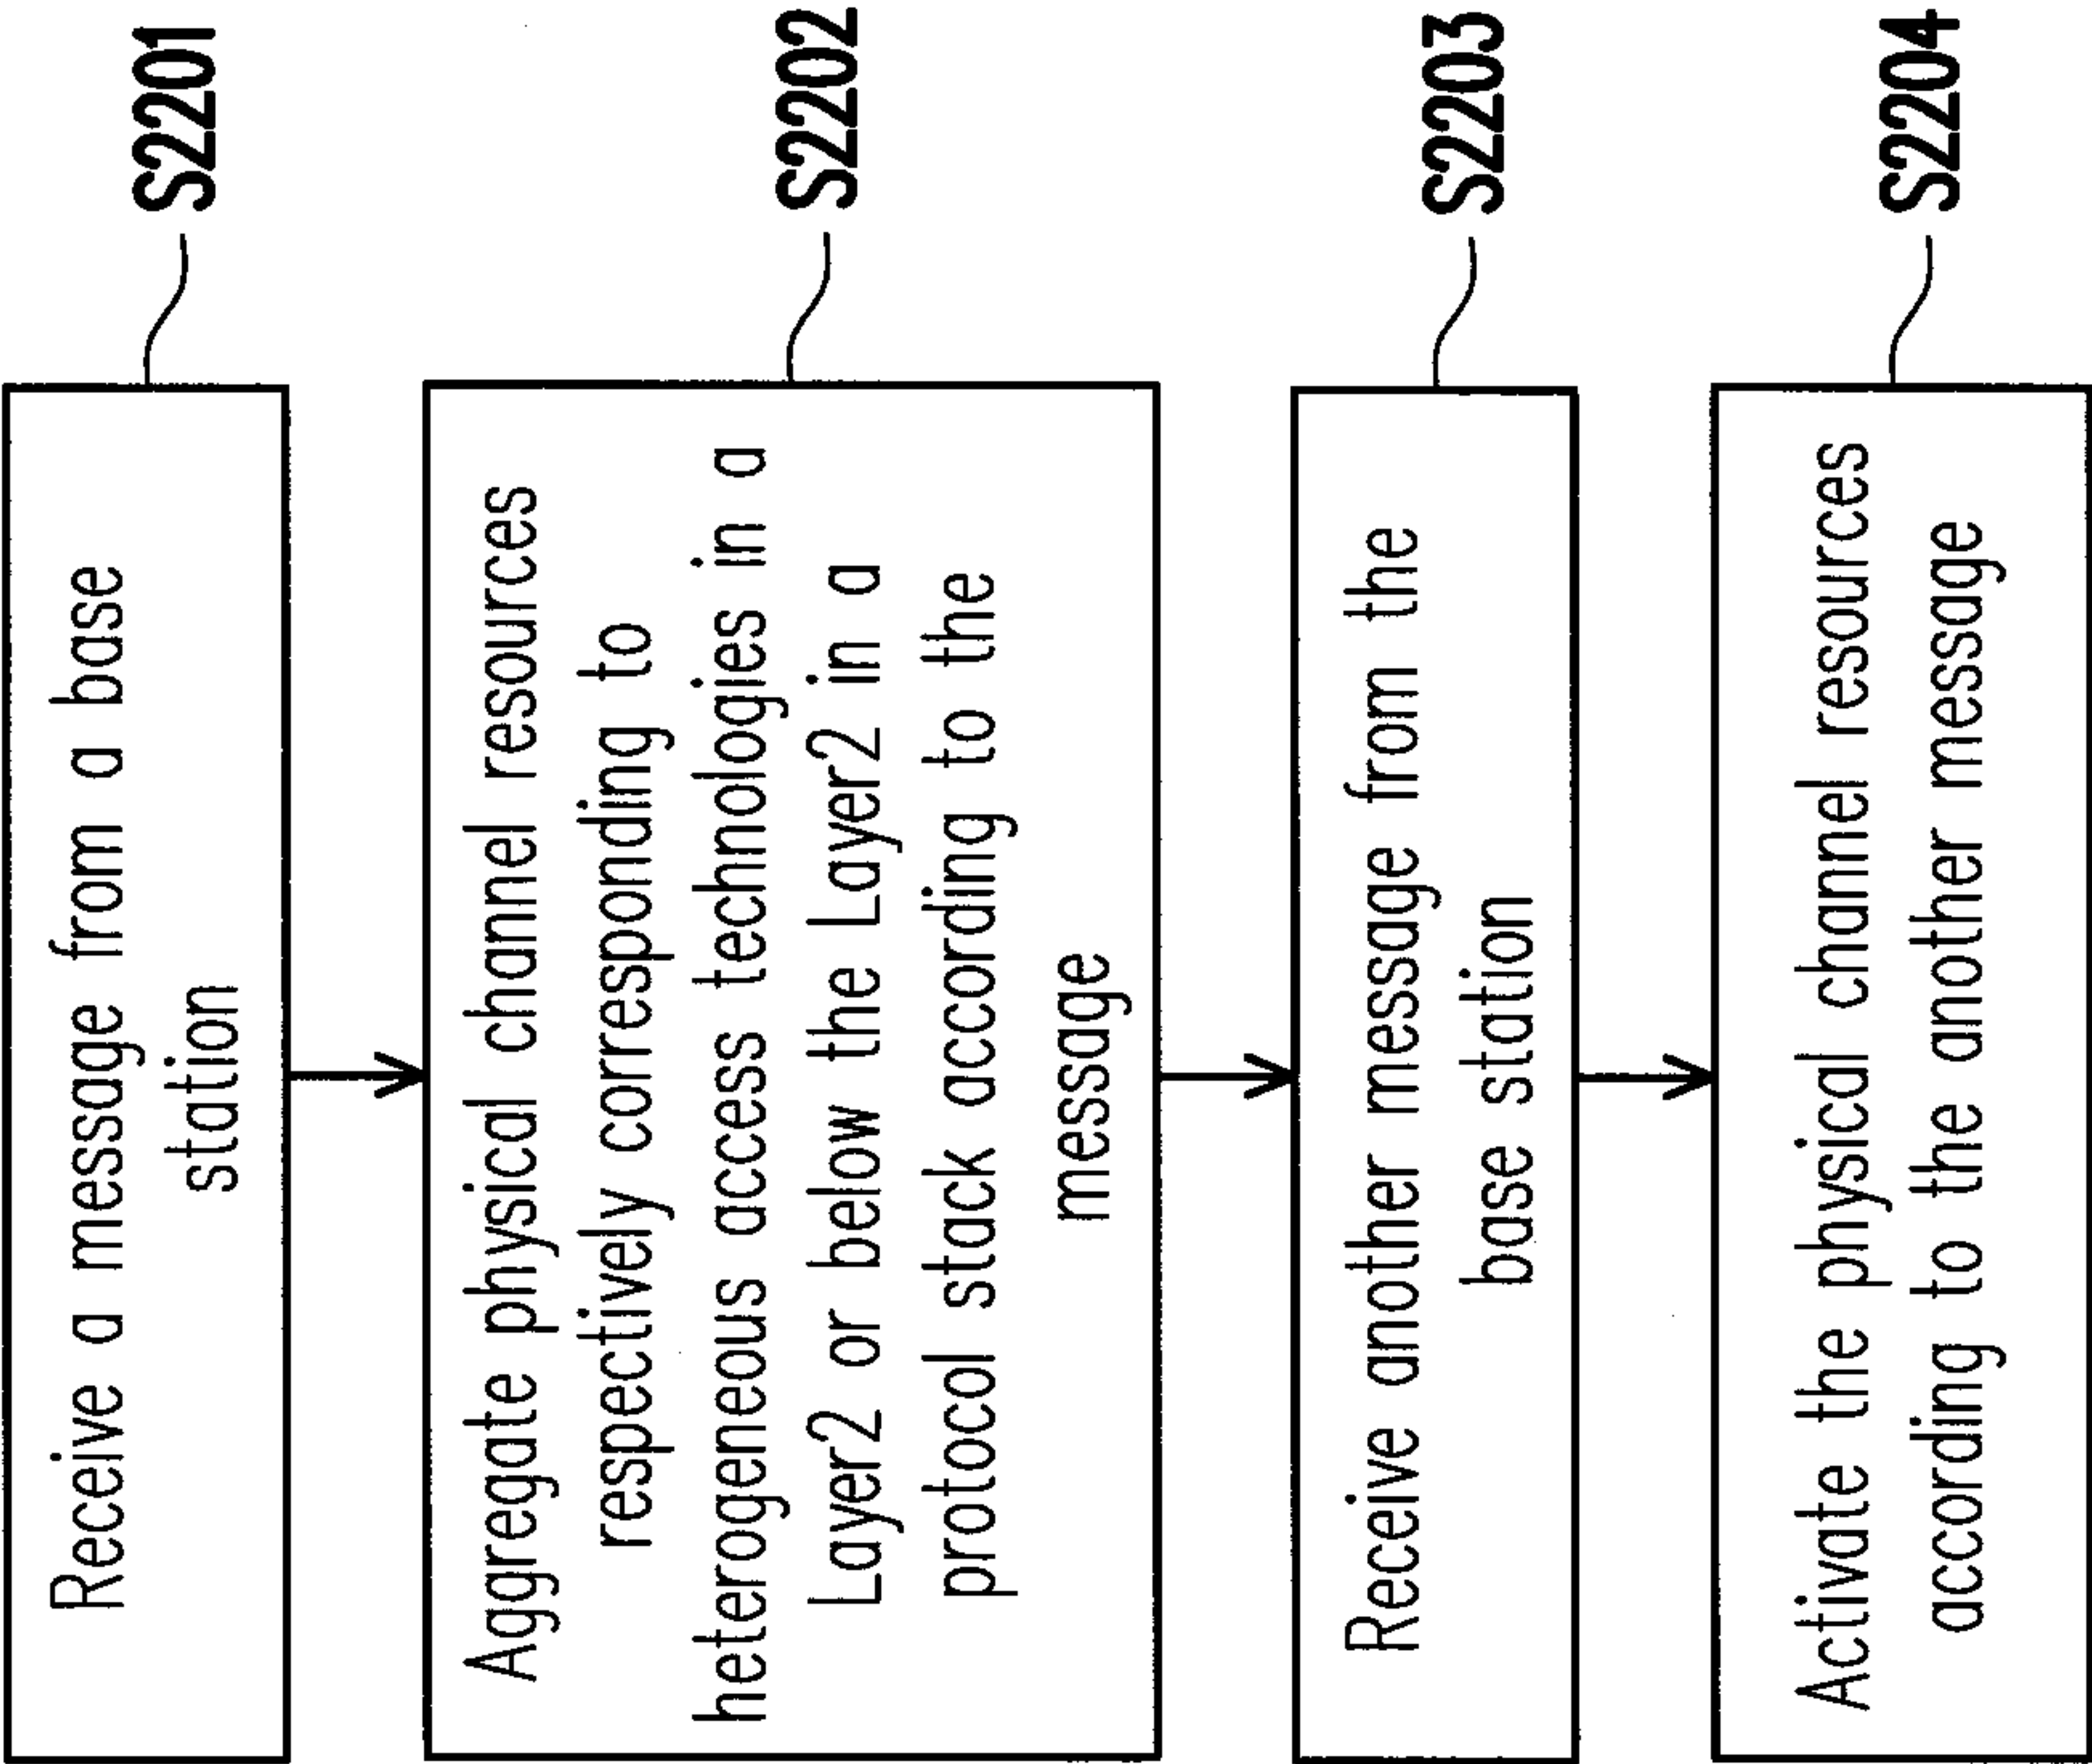 Receive a message from a base
station
S2201
Aggregate physical channel resources
respectively corresponding to
heterogeneous access technologies in a
Layer2 or below the Layer2 in a
protocol stack according to the
message
S2202
Receive another message from the
base station
S2203
Activate the physical channel resources
according to the another message
S2204